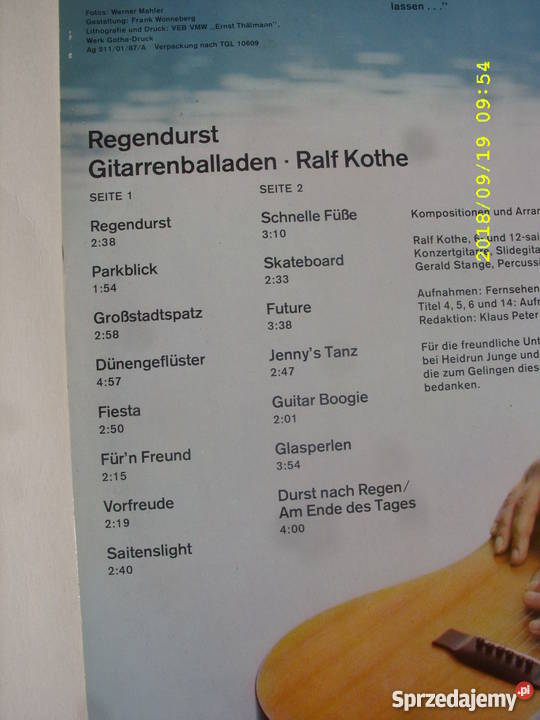 Fotos: Werner Mahler
Gestaltung: Frank Wonneberg
Lithografie und Druck: VEB VMW „Ernst Thälmann“,
Werk Gotha-Druck
Ag 511/01/87/A Verpackung nach TGL 10609
lassen . . .“
2018/09/19 09:54
Regendurst
Gitarrenballaden · Ralf Kothe
SEITE 1
Regendurst
2:38
Parkblick
1:54
Großstadtspatz
2:58
Dünengeflüster
4:57
Fiesta
2:50
Für'n Freund
2:15
Vorfreude
2:19
Saitenslight
2:40
SEITE 2
Schnelle Füße
3:10
Skateboard
2:33
Future
3:38
Jenny's Tanz
2:47
Guitar Boogie
2:01
Glasperlen
3:54
Durst nach Regen/
Am Ende des Tages
4:00
Kompositionen und Arran
Ralf Kothe, 6- und 12-sai
Konzertgitarre, Slidegita
Gerald Stange, Percussi
Aufnahmen: Fernsehen
Titel 4, 5, 6 und 14: Aufn
Redaktion: Klaus Peter
Für die freundliche Unt
bei Heidrun Junge und
die zum Gelingen dies
bedanken.
Sprzedajemy.pl